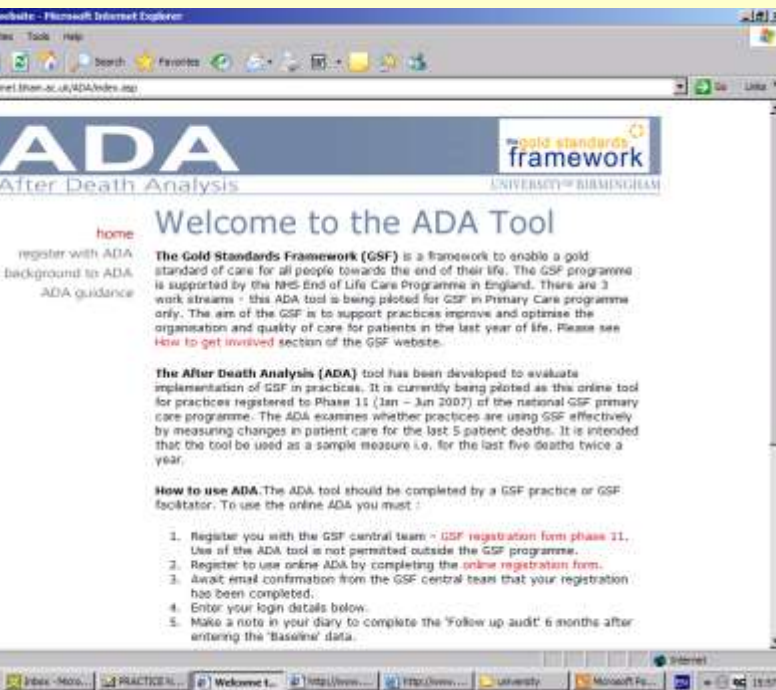 website - Microsoft Internet Explorer
Tools Help
Search Favorites
.bham.ac.uk/ADA/index.asp
Go Links
ADA
After Death Analysis
the gold standards
framework
UNIVERSITY OF BIRMINGHAM
home
register with ADA
background to ADA
ADA guidance
Welcome to the ADA Tool
The Gold Standards Framework (GSF) is a framework to enable a gold
standard of care for all people towards the end of their life. The GSF programme
is supported by the NHS End of Life Care Programme in England. There are 3
work streams - this ADA tool is being piloted for GSF in Primary Care programme
only. The aim of the GSF is to support practices improve and optimise the
organisation and quality of care for patients in the last year of life. Please see
How to get involved section of the GSF website.
The After Death Analysis (ADA) tool has been developed to evaluate
implementation of GSF in practices. It is currently being piloted as this online tool
for practices registered to Phase 11 (Jan - Jun 2007) of the national GSF primary
care programme. The ADA examines whether practices are using GSF effectively
by measuring changes in patient care for the last 5 patient deaths. It is intended
that the tool be used as a sample measure i.e. for the last five deaths twice a
year.
How to use ADA.The ADA tool should be completed by a GSF practice or GSF
facilitator. To use the online ADA you must :
1. Register you with the GSF central team - GSF registration form phase 11.
Use of the ADA tool is not permitted outside the GSF programme.
2. Register to use online ADA by completing the online registration form.
3. Await email confirmation from the GSF central team that your registration
has been completed.
4. Enter your login details below.
5. Make a note in your diary to complete the 'Follow up audit' 6 months after
entering the 'Baseline' data.
Internet
Inbox - Micro... PRACTICE N... Welcome t... http://www.... http://www.... university Microsoft Po...